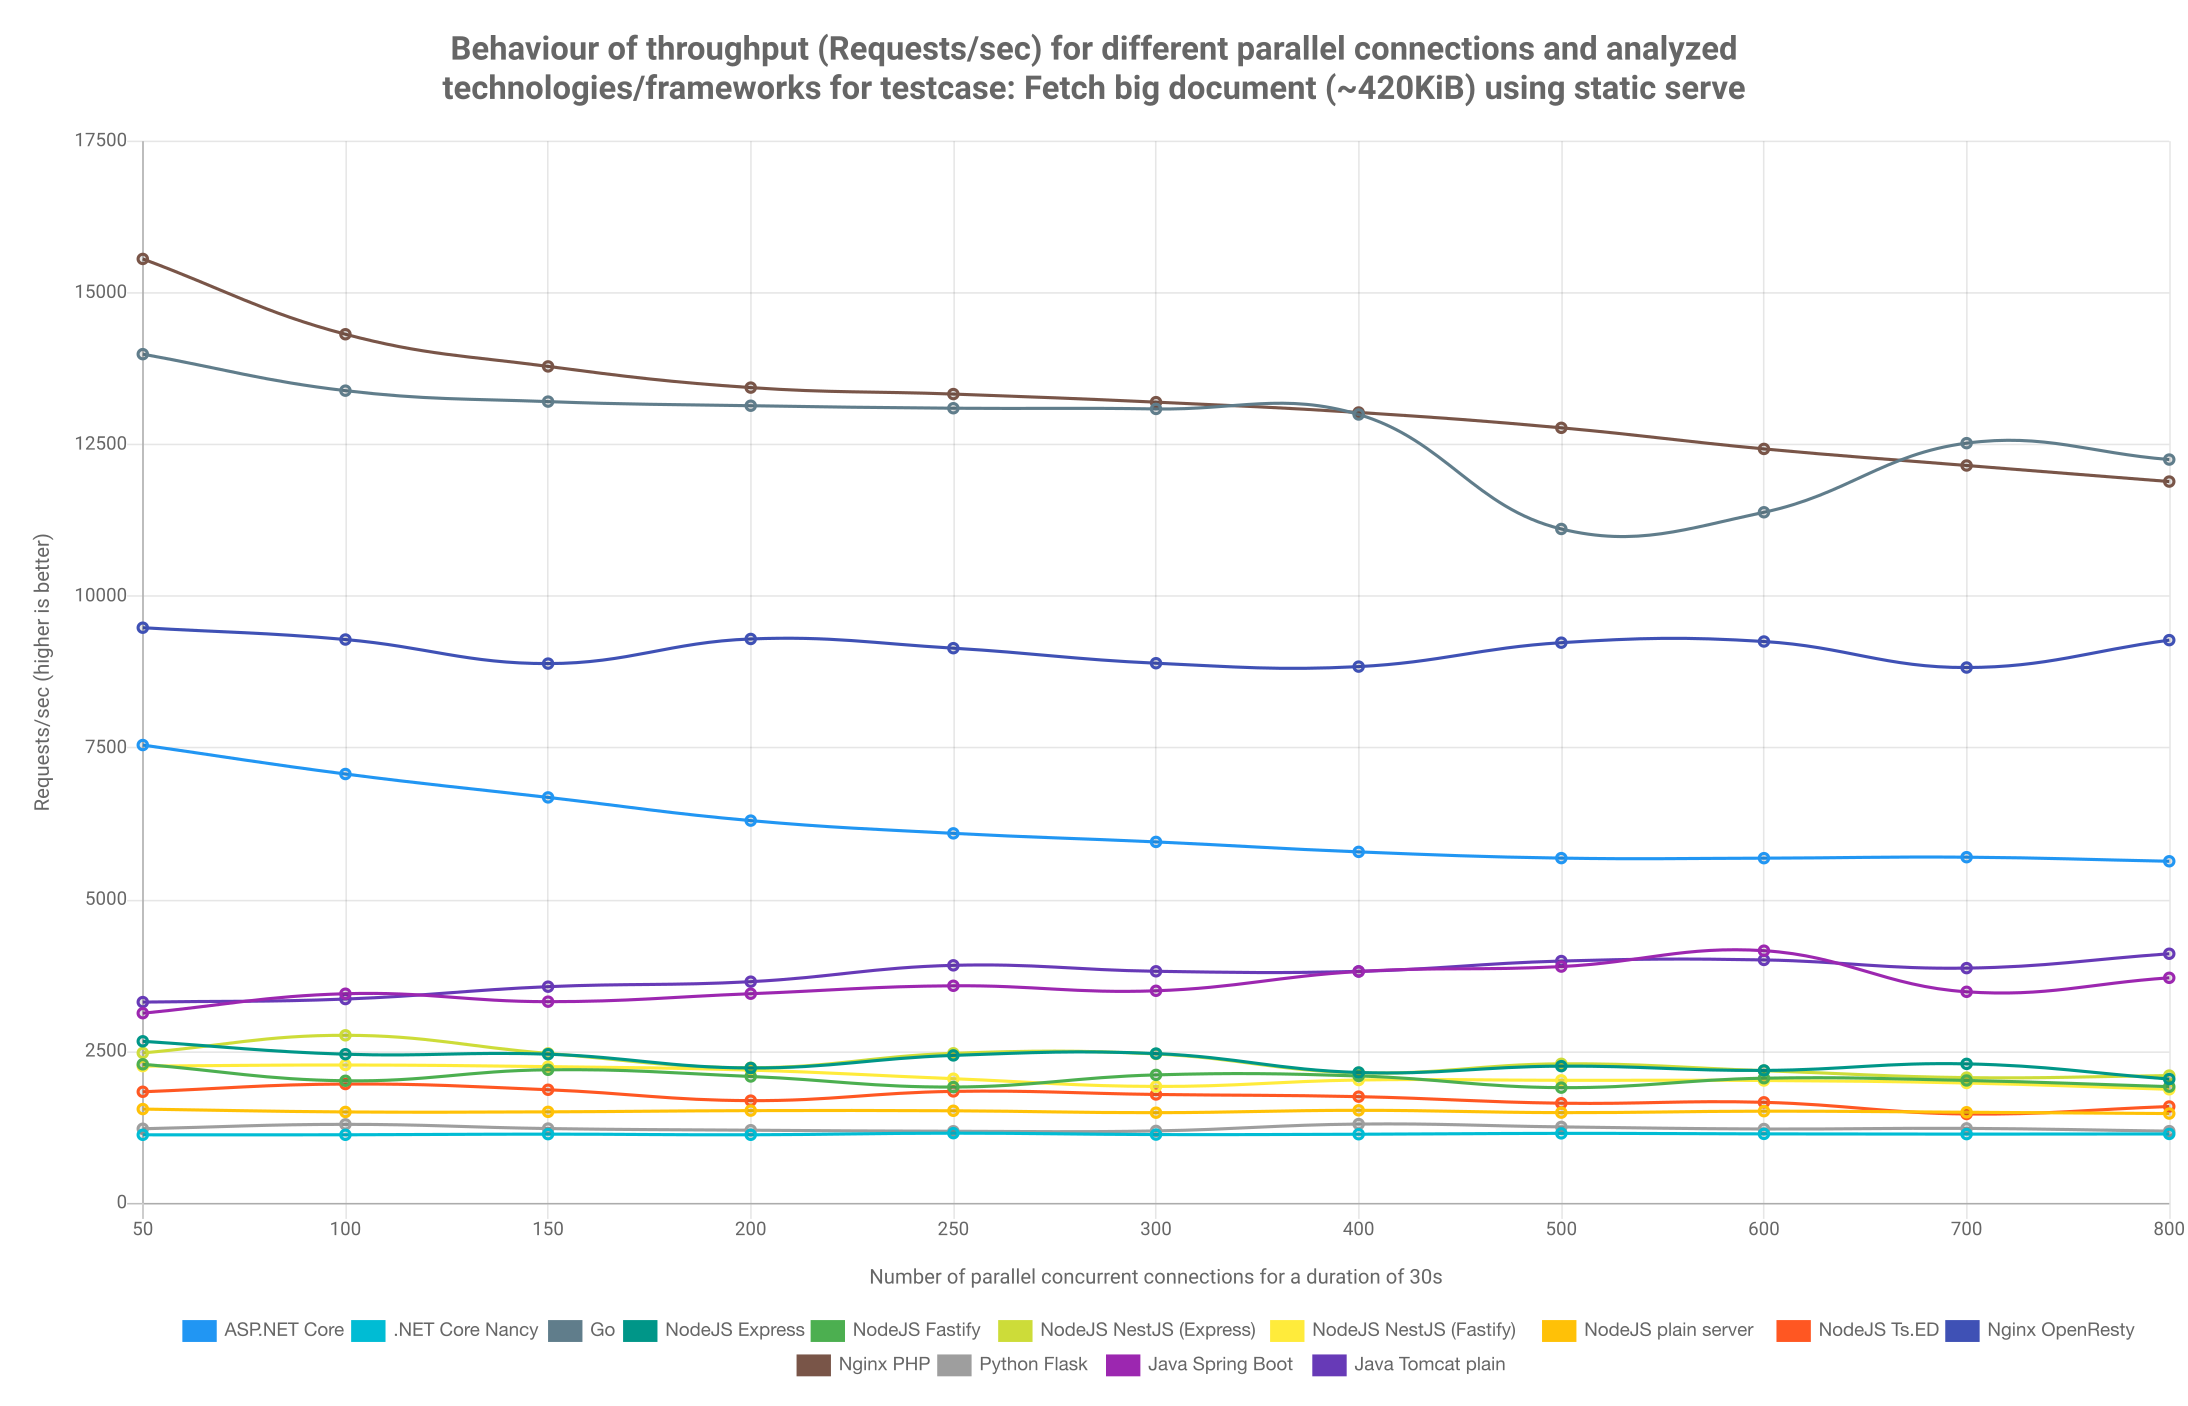 Behaviour of throughput (Requests/sec) for different parallel connections and analyzed
technologies/frameworks for testcase: Fetch big document (~420KiB) using static serve
17500
15000
12500
10000
7500
5000
2500
0
Requests/sec (higher is better)
50 100 150 200 250 300 400 500 600 700 800
Number of parallel concurrent connections for a duration of 30s
ASP.NET Core .NET Core Nancy Go NodeJS Express NodeJS Fastify NodeJS NestJS (Express) NodeJS NestJS (Fastify) NodeJS plain server NodeJS Ts.ED Nginx OpenResty
Nginx PHP Python Flask Java Spring Boot Java Tomcat plain